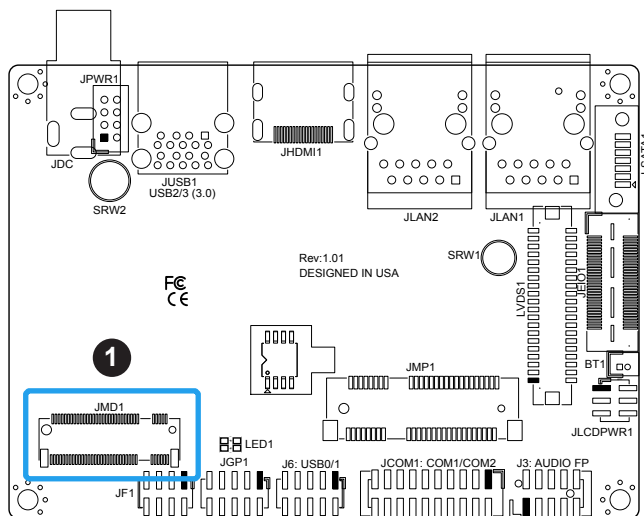 JPWR1
JDC
SRW2
JUSB1
USB2/3 (3.0)
JHDMI1
JLAN2
JLAN1
JSATA1
Rev:1.01
DESIGNED IN USA
SRW1
LVDS1
JEIO1
FC
CE
1
JMD1
JMP1
BT1
JLCDPWR1
LED1
JF1
JGP1
J6: USB0/1
JCOM1: COM1/COM2
J3: AUDIO FP